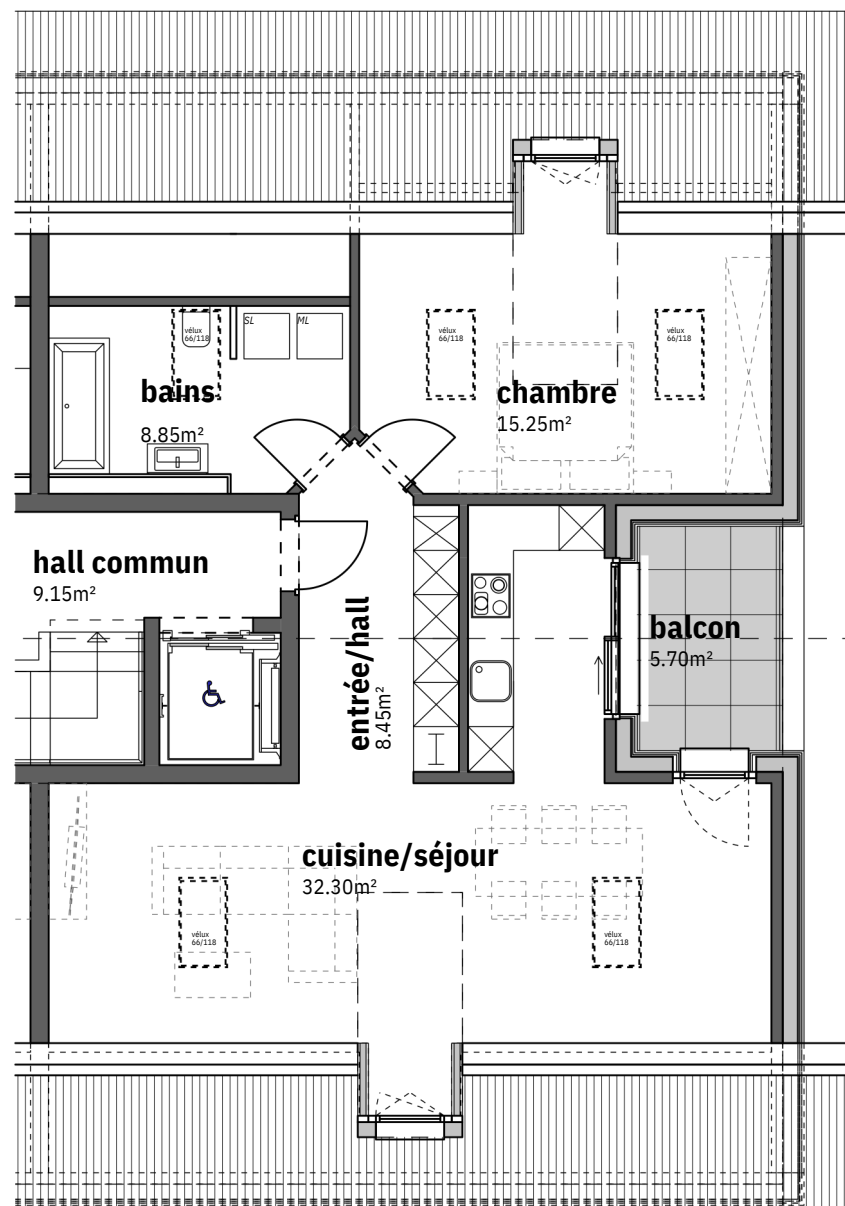 SL
ML
vélux
66/118
vélux
66/118
vélux
66/118
bains
8.85m²
chambre
15.25m²
hall commun
9.15m²
entrée/hall
8.45m²
balcon
5.70m²
cuisine/séjour
32.30m²
vélux
66/118
vélux
66/118